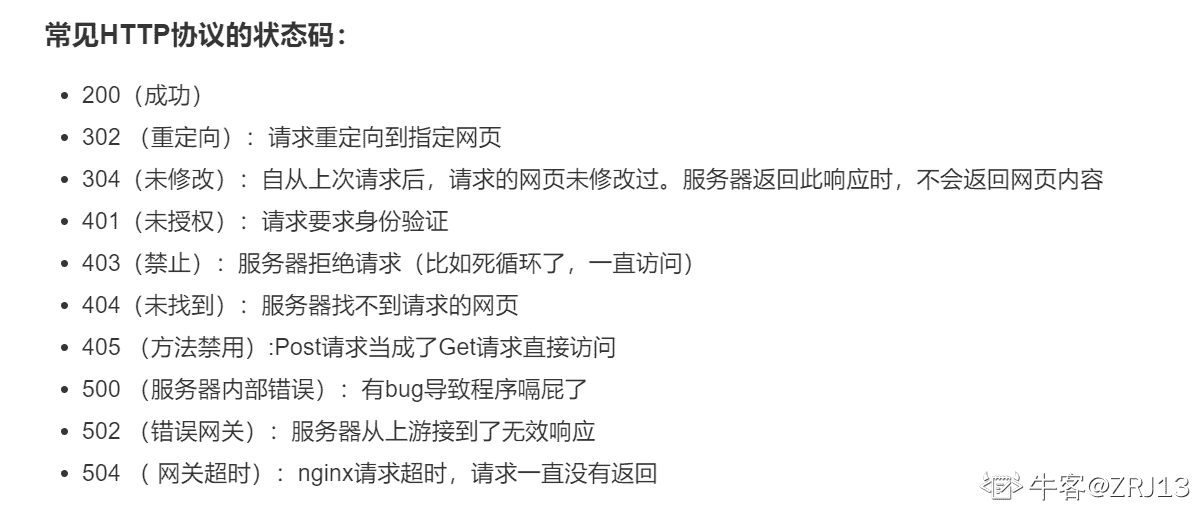 常见HTTP协议的状态码：
• 200（成功）
• 302 （重定向）：请求重定向到指定网页
• 304（未修改）：自从上次请求后，请求的网页未修改过。服务器返回此响应时，不会返回网页内容
• 401（未授权）：请求要求身份验证
• 403（禁止）：服务器拒绝请求（比如死循环了，一直访问）
• 404（未找到）：服务器找不到请求的网页
• 405 （方法禁用）:Post请求当成了Get请求直接访问
• 500 （服务器内部错误）：有bug导致程序嗝屁了
• 502 （错误网关）：服务器从上游接到了无效响应
• 504 （ 网关超时）：nginx请求超时，请求一直没有返回
牛客@ZRJ13